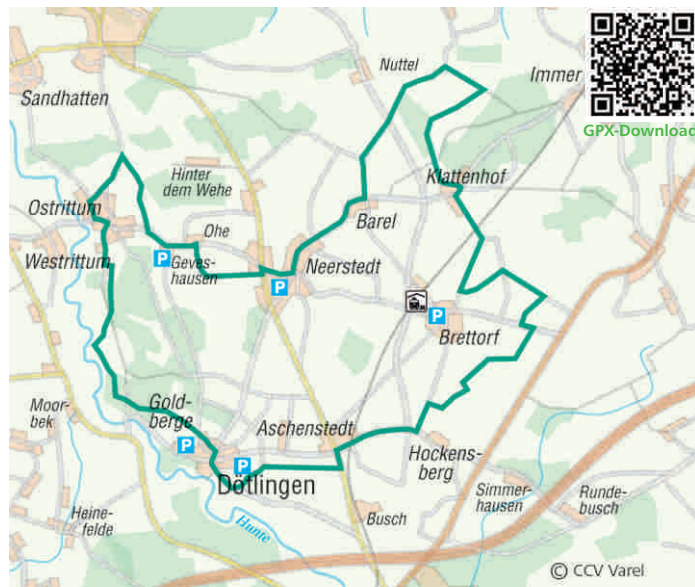 Nuttel
Immer
Sandhatten
GPX-Download
Hinter
dem Wehe
Klattenhof
Ostrittum
Ohe
Barel
Westrittum
P
Geves-
hausen
Neerstedt
P
P
Brettorf
Gold-
berge
Moor-
bek
Aschenstedt
P
P
Hockens-
berg
Dötlingen
Simmer-
hausen
Runde-
busch
Heine-
felde
Hunte
Busch
© CCV Varel